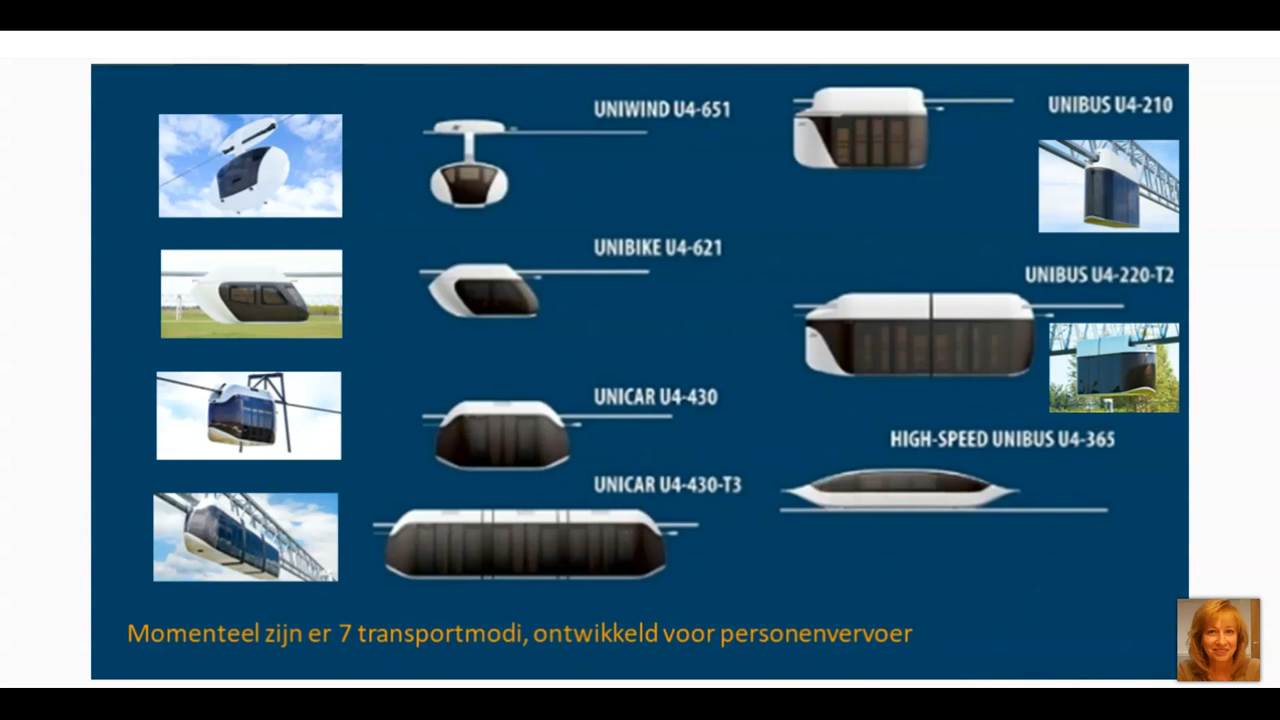 UNIWIND U4-651
UNIBIKE U4-621
UNICAR U4-430
UNICAR U4-430-T3
UNIBUS U4-210
UNIBUS U4-220-T2
HIGH-SPEED UNIBUS U4-365
Momenteel zijn er 7 transportmodi, ontwikkeld voor personenvervoer